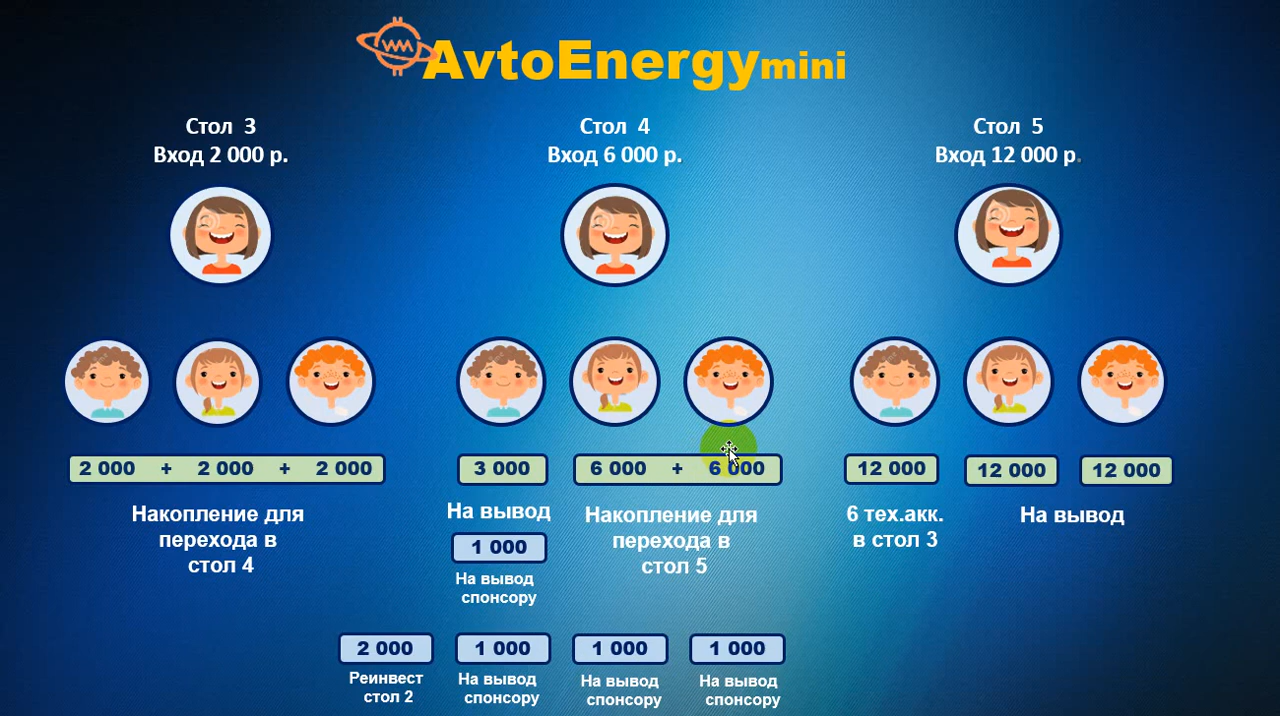 WM AvtoEnergy mini
Стол 3
Вход 2 000 р.
Стол 4
Вход 6 000 р.
Стол 5
Вход 12 000 р.
2 000 + 2 000 + 2 000
3 000
6 000 + 6 000
12 000
12 000
12 000
Накопление для
перехода в
стол 4
На вывод
1 000
На вывод
спонсору
Накопление для
перехода в
стол 5
6 тех.акк.
в стол 3
На вывод
2 000
Реинвест
стол 2
1 000
На вывод
спонсору
1 000
На вывод
спонсору
1 000
На вывод
спонсору